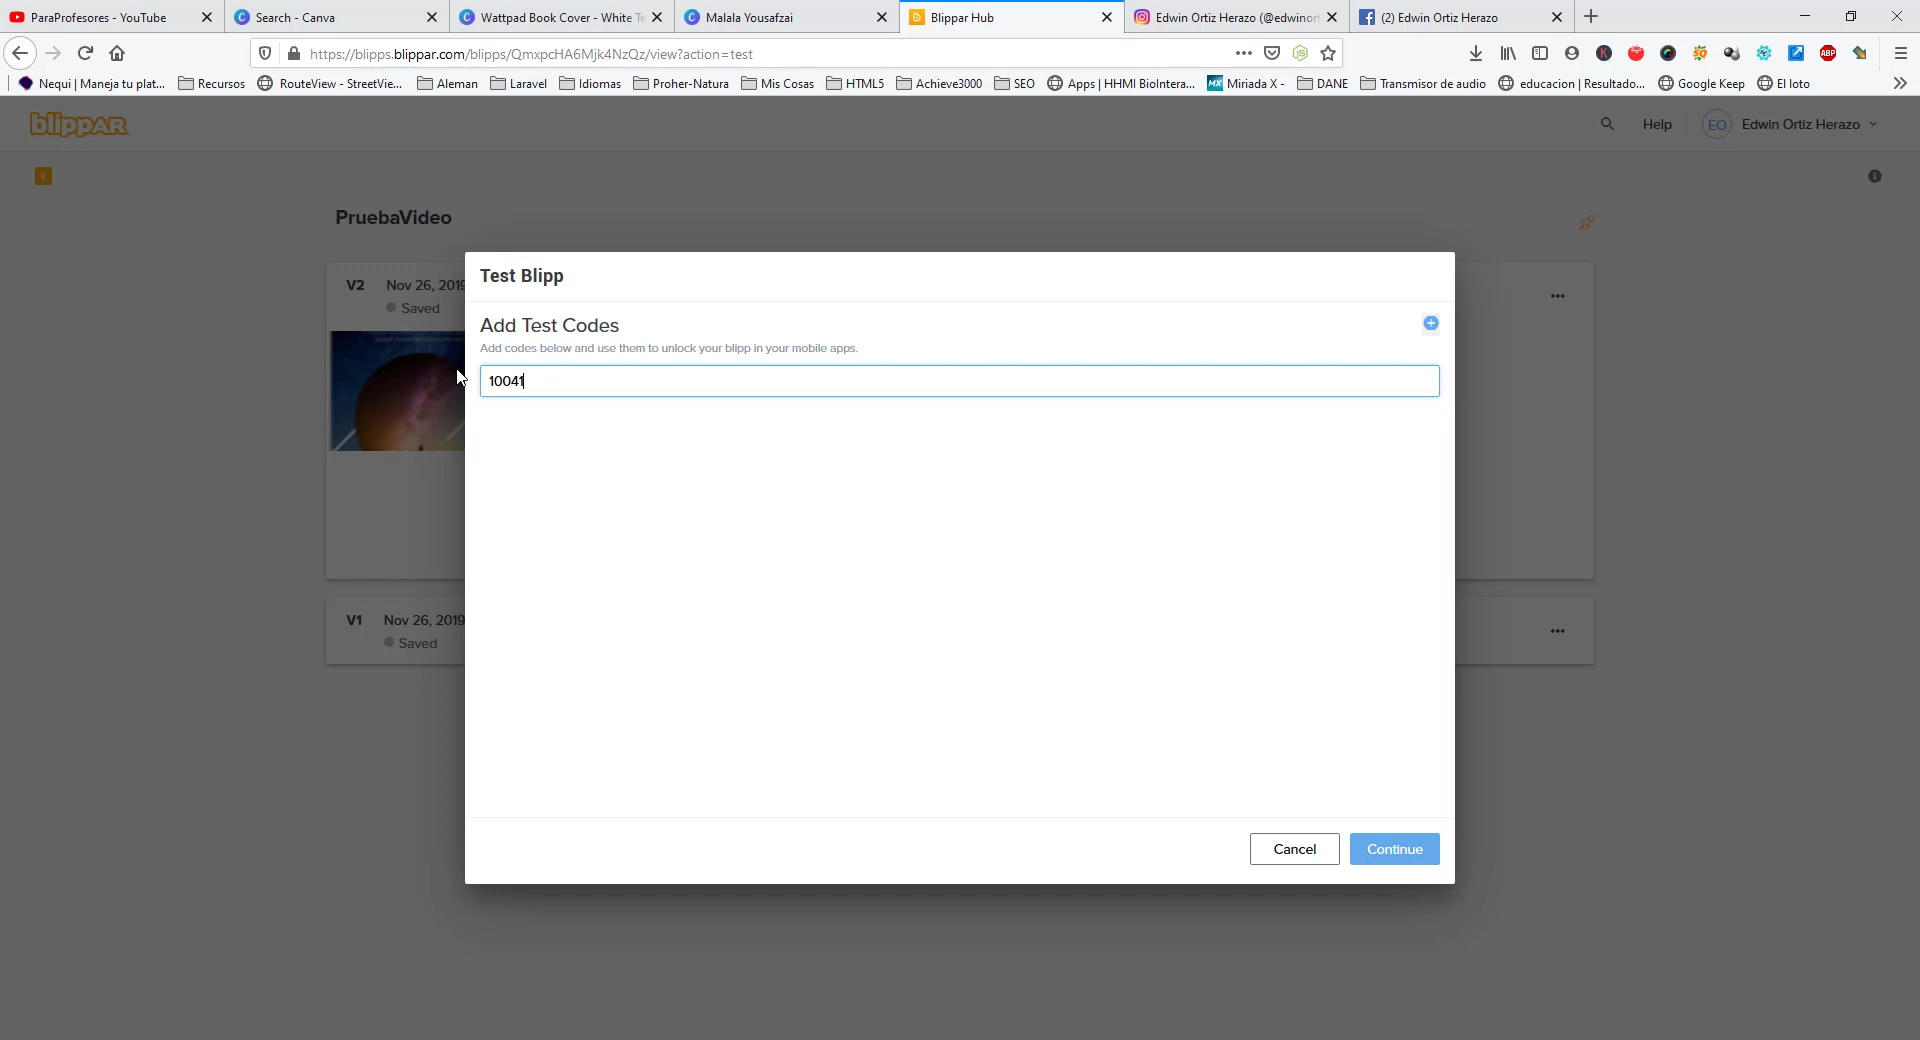 ParaProfesores - YouTube
Search - Canva
Wattpad Book Cover - White Te
Malala Yousafzai
Blippar Hub
Edwin Ortiz Herazo (@edwinort
(2) Edwin Ortiz Herazo
https://blipps.blippar.com/blipps/QmxpcHA6Mjk4NzQz/view?action=test
Nequi | Maneja tu plat...
Recursos
RouteView - StreetVie...
Aleman
Laravel
Idiomas
Proher-Natura
Mis Cosas
HTML5
Achieve3000
SEO
Apps | HHMI BioIntera...
Miriada X -
DANE
Transmisor de audio
educacion | Resultado...
Google Keep
El loto
blippAR
Help
EO
Edwin Ortiz Herazo
PruebaVideo
V2
Nov 26, 2019
Saved
Test Blipp
Add Test Codes
Add codes below and use them to unlock your blipp in your mobile apps.
10041
V1
Nov 26, 2019
Saved
Cancel
Continue